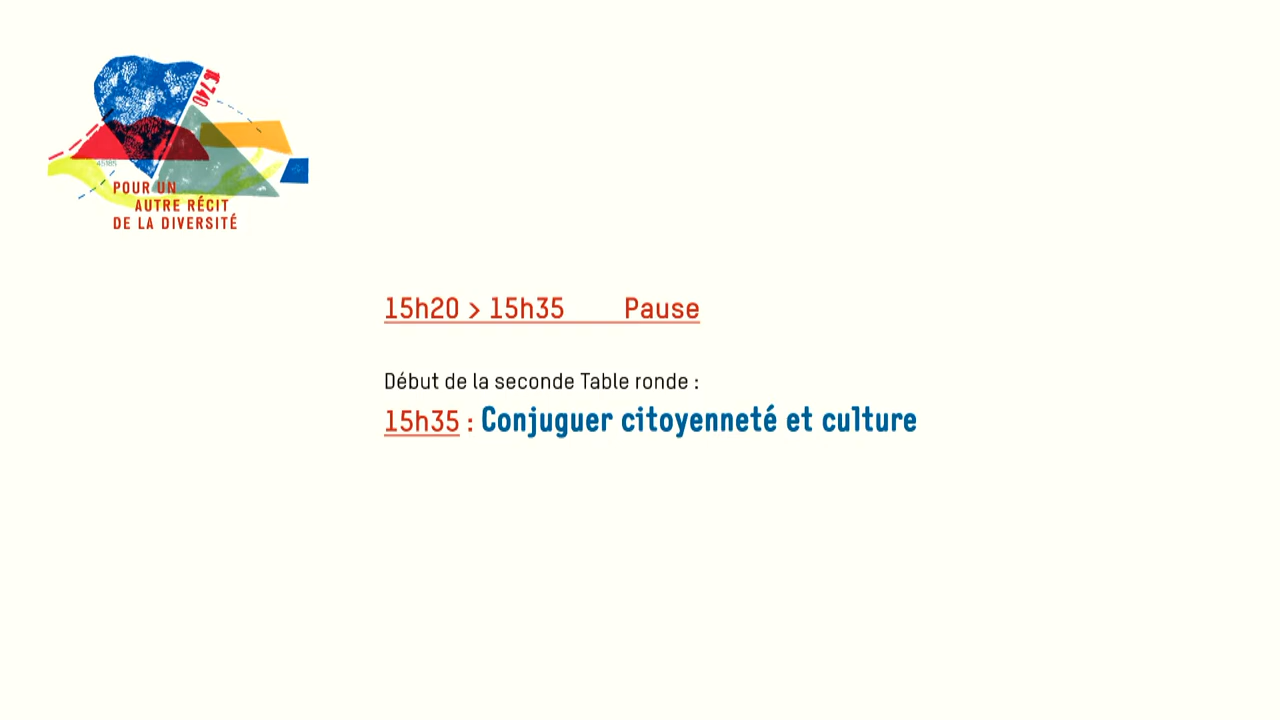 POUR UN
AUTRE RÉCIT
DE LA DIVERSITÉ
15h20 > 15h35 Pause
Début de la seconde Table ronde :
15h35 : Conjuguer citoyenneté et culture